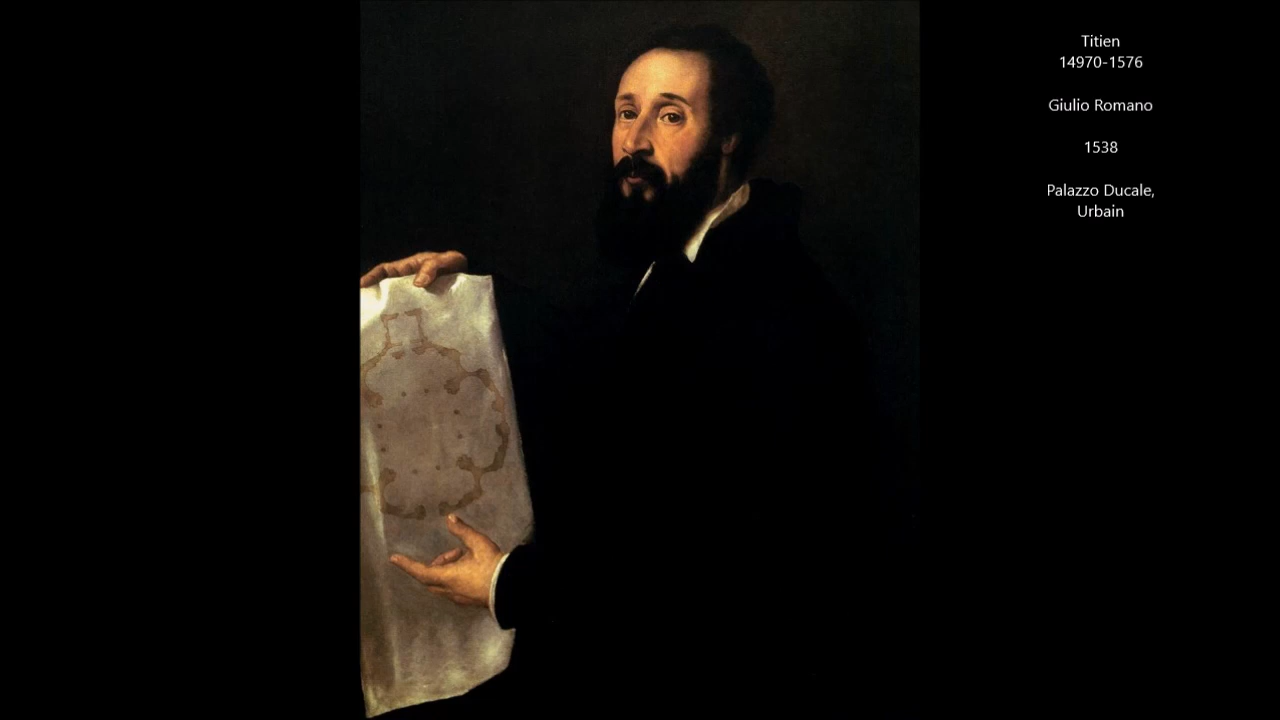 Titien
14970-1576
Giulio Romano
1538
Palazzo Ducale,
Urbain